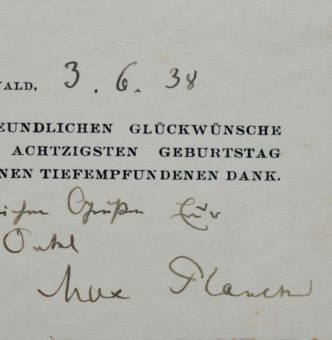 WALD, 3.6.38
EUNDLICHEN GLÜCKWÜNSCHE
ACHTZIGSTEN GEBURTSTAG
NEN TIEFEMPFUNDENEN DANK.
Grüßen
Onkel
Max Planck